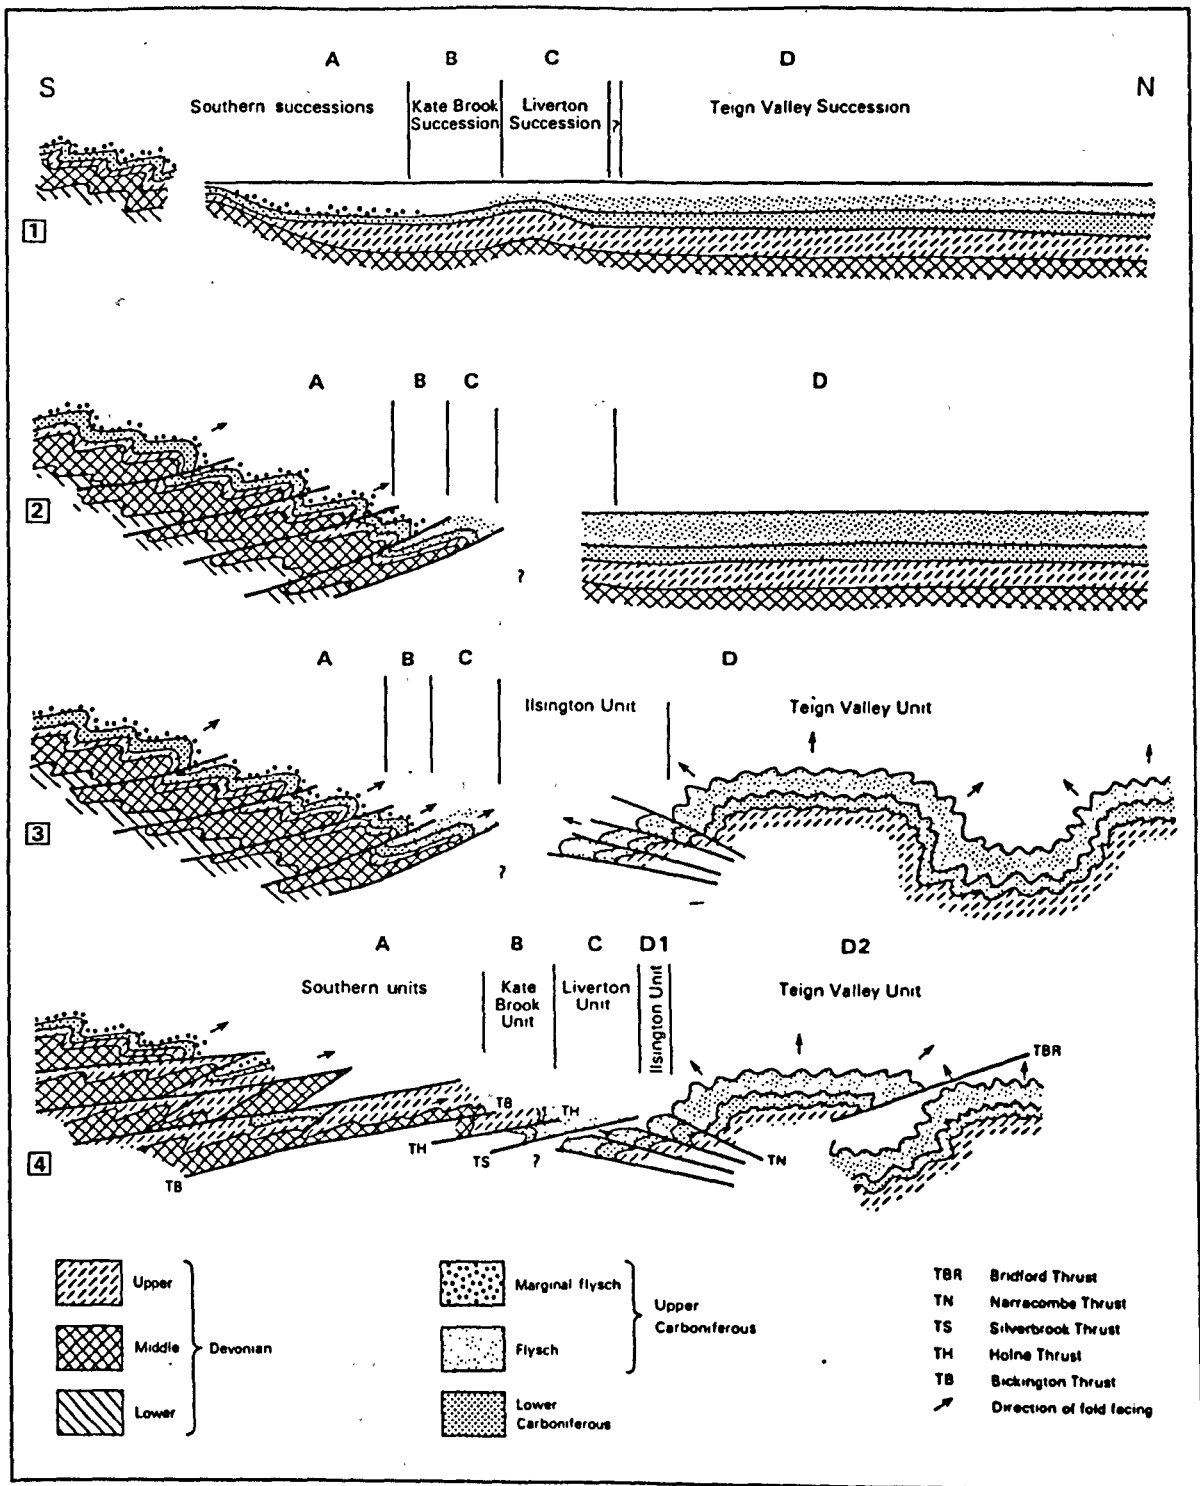 A B C D
S N
Southern successions
Kate Brook
Succession
Liverton
Succession
?
Teign Valley Succession
1
A B C D
2
?
A B C D
Ilsington Unit
Teign Valley Unit
3
?
A B C D1 D2
Southern units
Kate
Brook
Unit
Liverton
Unit
Ilsington Unit
Teign Valley Unit
TBR
TB
TH
TH
TS
?
TN
4
TB
Upper
Middle
Lower
Devonian
Marginal flysch
Flysch
Upper
Carboniferous
Lower
Carboniferous
TBR Bridford Thrust
TN Narracombe Thrust
TS Silverbrook Thrust
TH Holne Thrust
TB Bickington Thrust
Direction of fold facing